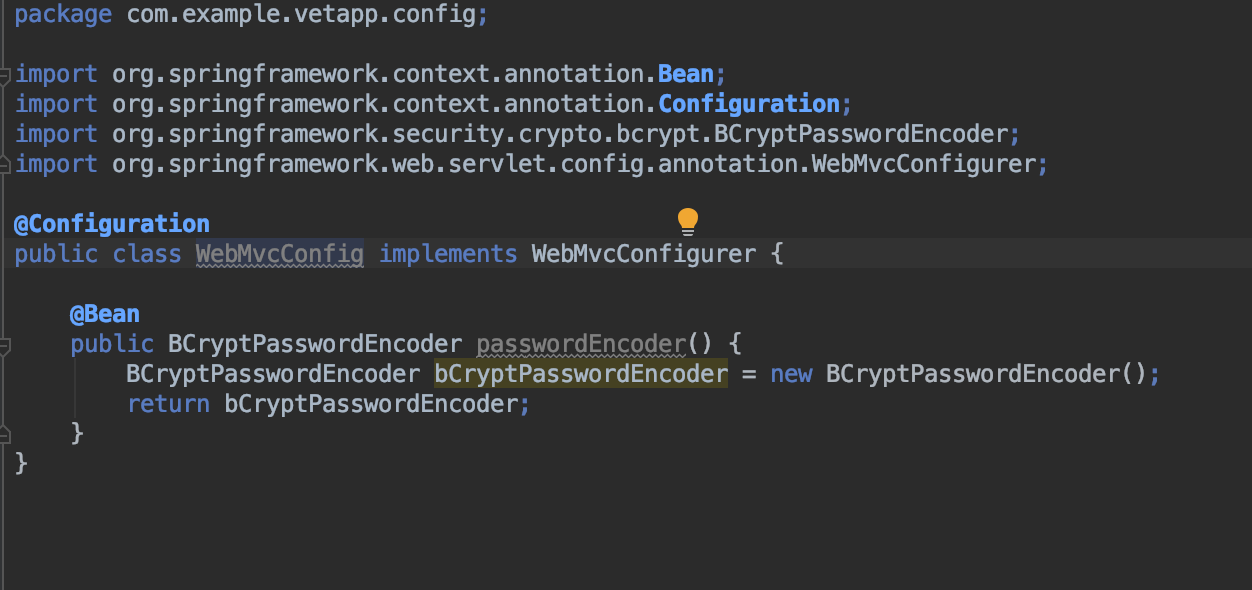 package com.example.vetapp.config;
import org.springframework.context.annotation.Bean;
import org.springframework.context.annotation.Configuration;
import org.springframework.security.crypto.bcrypt.BCryptPasswordEncoder;
import org.springframework.web.servlet.config.annotation.WebMvcConfigurer;
@Configuration
public class WebMvcConfig implements WebMvcConfigurer {
@Bean
public BCryptPasswordEncoder passwordEncoder() {
BCryptPasswordEncoder bCryptPasswordEncoder = new BCryptPasswordEncoder();
return bCryptPasswordEncoder;
}
}